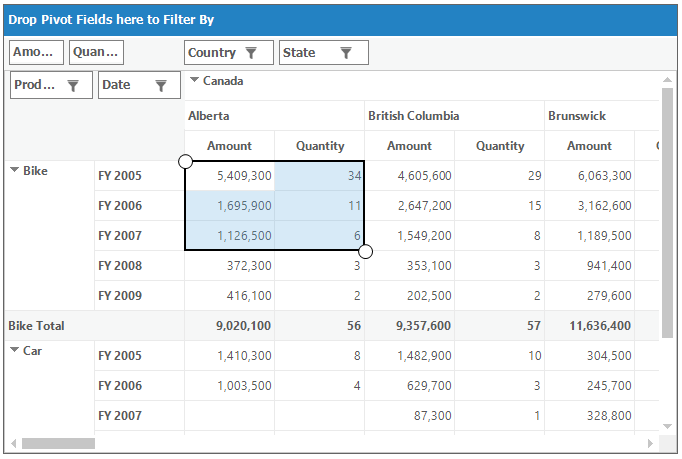 Drop Pivot Fields here to Filter By
Amo... Quan... Country State
Prod... Date Canada
Alberta British Columbia Brunswick
Amount Quantity Amount Quantity Amount
Bike FY 2005 5,409,300 34 4,605,600 29 6,063,300
FY 2006 1,695,900 11 2,647,200 15 3,162,600
FY 2007 1,126,500 6 1,549,200 8 1,189,500
FY 2008 372,300 3 353,100 3 941,400
FY 2009 416,100 2 202,500 2 279,600
Bike Total 9,020,100 56 9,357,600 57 11,636,400
Car FY 2005 1,410,300 8 1,482,900 10 304,500
FY 2006 1,003,500 4 629,700 3 245,700
FY 2007 87,300 1 328,800